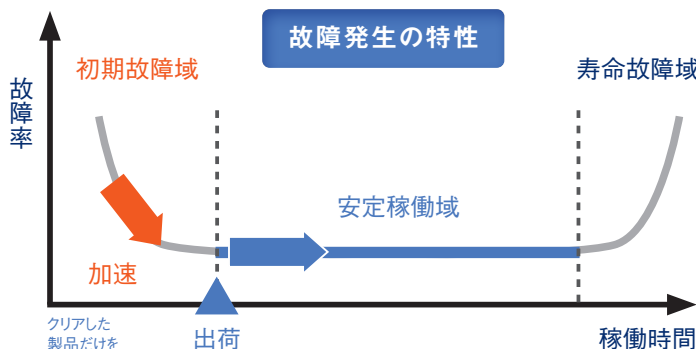 故障発生の特性
初期故障域
寿命故障域
故障率
安定稼働域
加速
クリアした
製品だけを
出荷
稼働時間